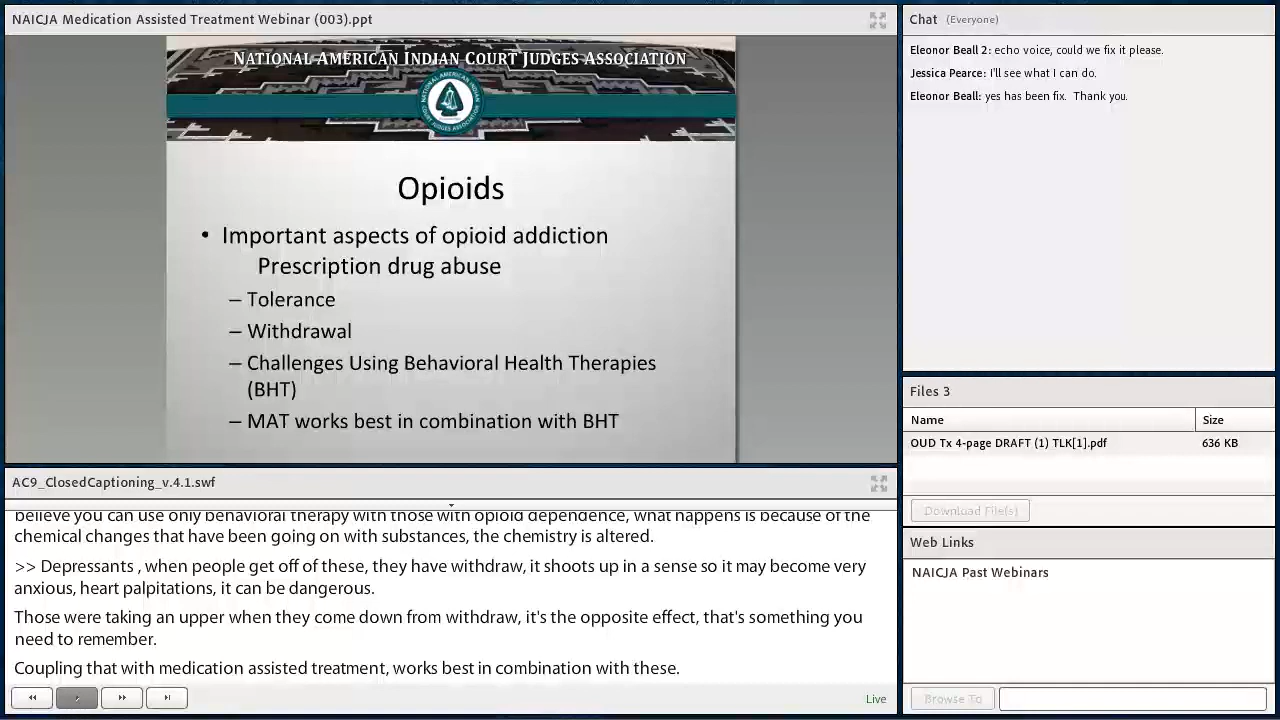 NAICJA Medication Assisted Treatment Webinar (003).ppt
NATIONAL AMERICAN INDIAN COURT JUDGES ASSOCIATION
Opioids
• Important aspects of opioid addiction
Prescription drug abuse
– Tolerance
– Withdrawal
– Challenges Using Behavioral Health Therapies
(BHT)
– MAT works best in combination with BHT
AC9_ClosedCaptioning_v.4.1.swf
believe you can use only behavioral therapy with those with opioid dependence, what happens is because of the
chemical changes that have been going on with substances, the chemistry is altered.
>> Depressants , when people get off of these, they have withdraw, it shoots up in a sense so it may become very
anxious, heart palpitations, it can be dangerous.
Those were taking an upper when they come down from withdraw, it's the opposite effect, that's something you
need to remember.
Coupling that with medication assisted treatment, works best in combination with these.
Live
Chat (Everyone)
Eleonor Beall 2: echo voice, could we fix it please.
Jessica Pearce: I'll see what I can do.
Eleonor Beall: yes has been fix. Thank you.
Files 3
Name Size
OUD Tx 4-page DRAFT (1) TLK[1].pdf 636 KB
Download File(s)
Web Links
NAICJA Past Webinars
Browse To